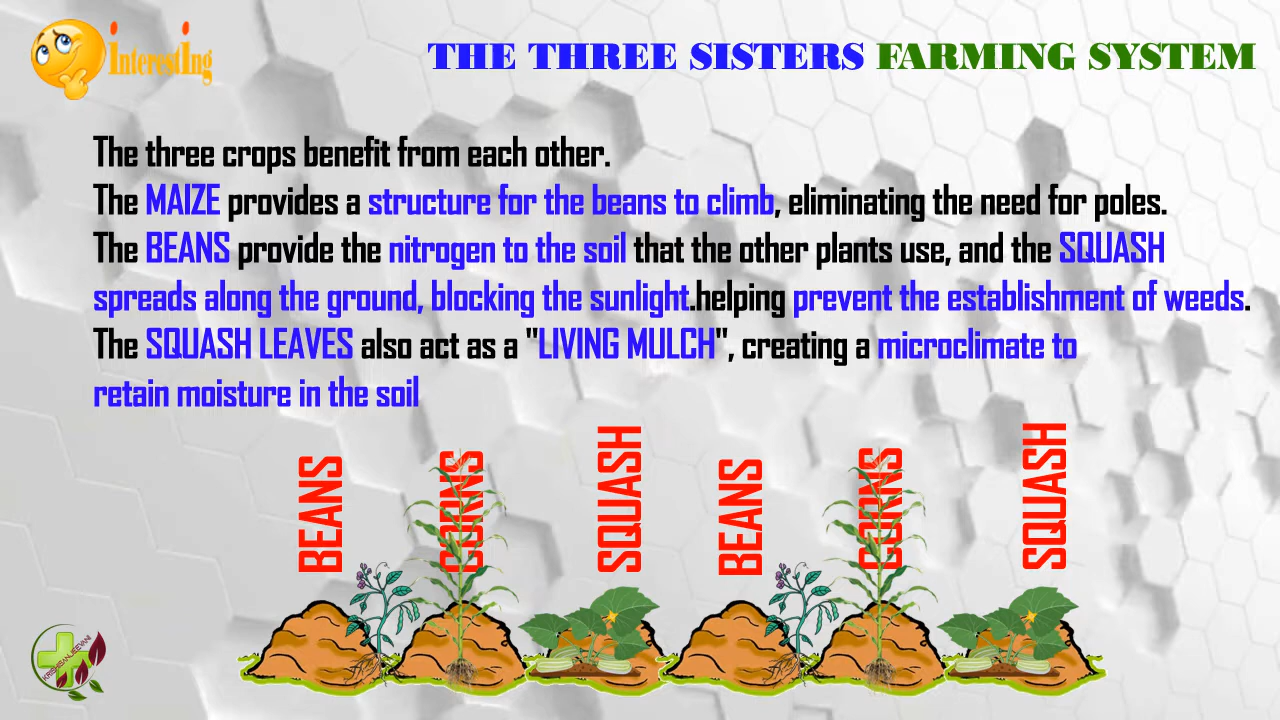 Interesting
THE THREE SISTERS FARMING SYSTEM
The three crops benefit from each other.
The MAIZE provides a structure for the beans to climb, eliminating the need for poles.
The BEANS provide the nitrogen to the soil that the other plants use, and the SQUASH
spreads along the ground, blocking the sunlight.helping prevent the establishment of weeds.
The SQUASH LEAVES also act as a "LIVING MULCH", creating a microclimate to
retain moisture in the soil
BEANS
CORNS
SQUASH
BEANS
CORNS
SQUASH
KRISHI JEEVANI